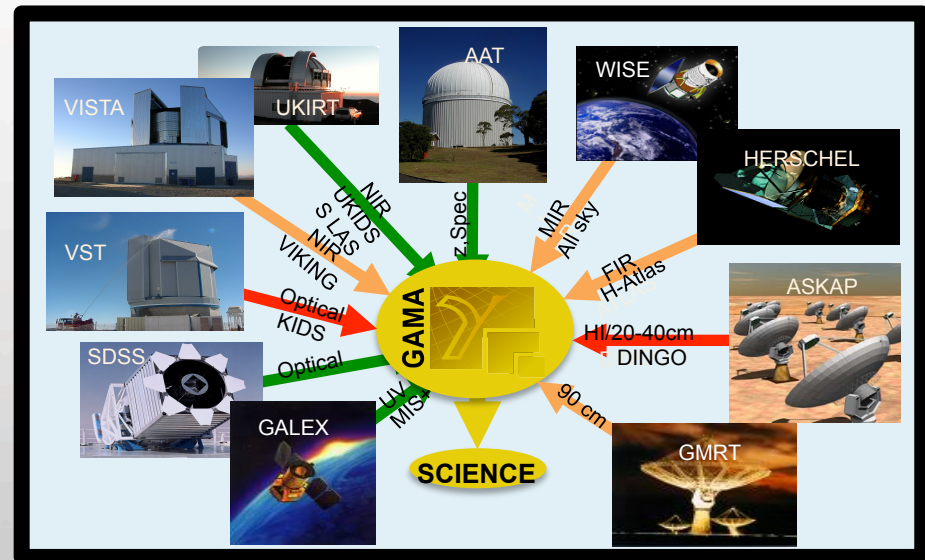 AAT
WISE
UKIRT
VISTA
HERSCHEL
VST
ASKAP
SDSS
GALEX
GMRT
NIR
UKIDS
S LAS
NIR
VIKING
z,Spec
MIR
All sky
FIR
H-Atlas
Optical
KIDS
HI/20-40cm
DINGO
Optical
UV
MIS+
90 cm
GAMA
SCIENCE